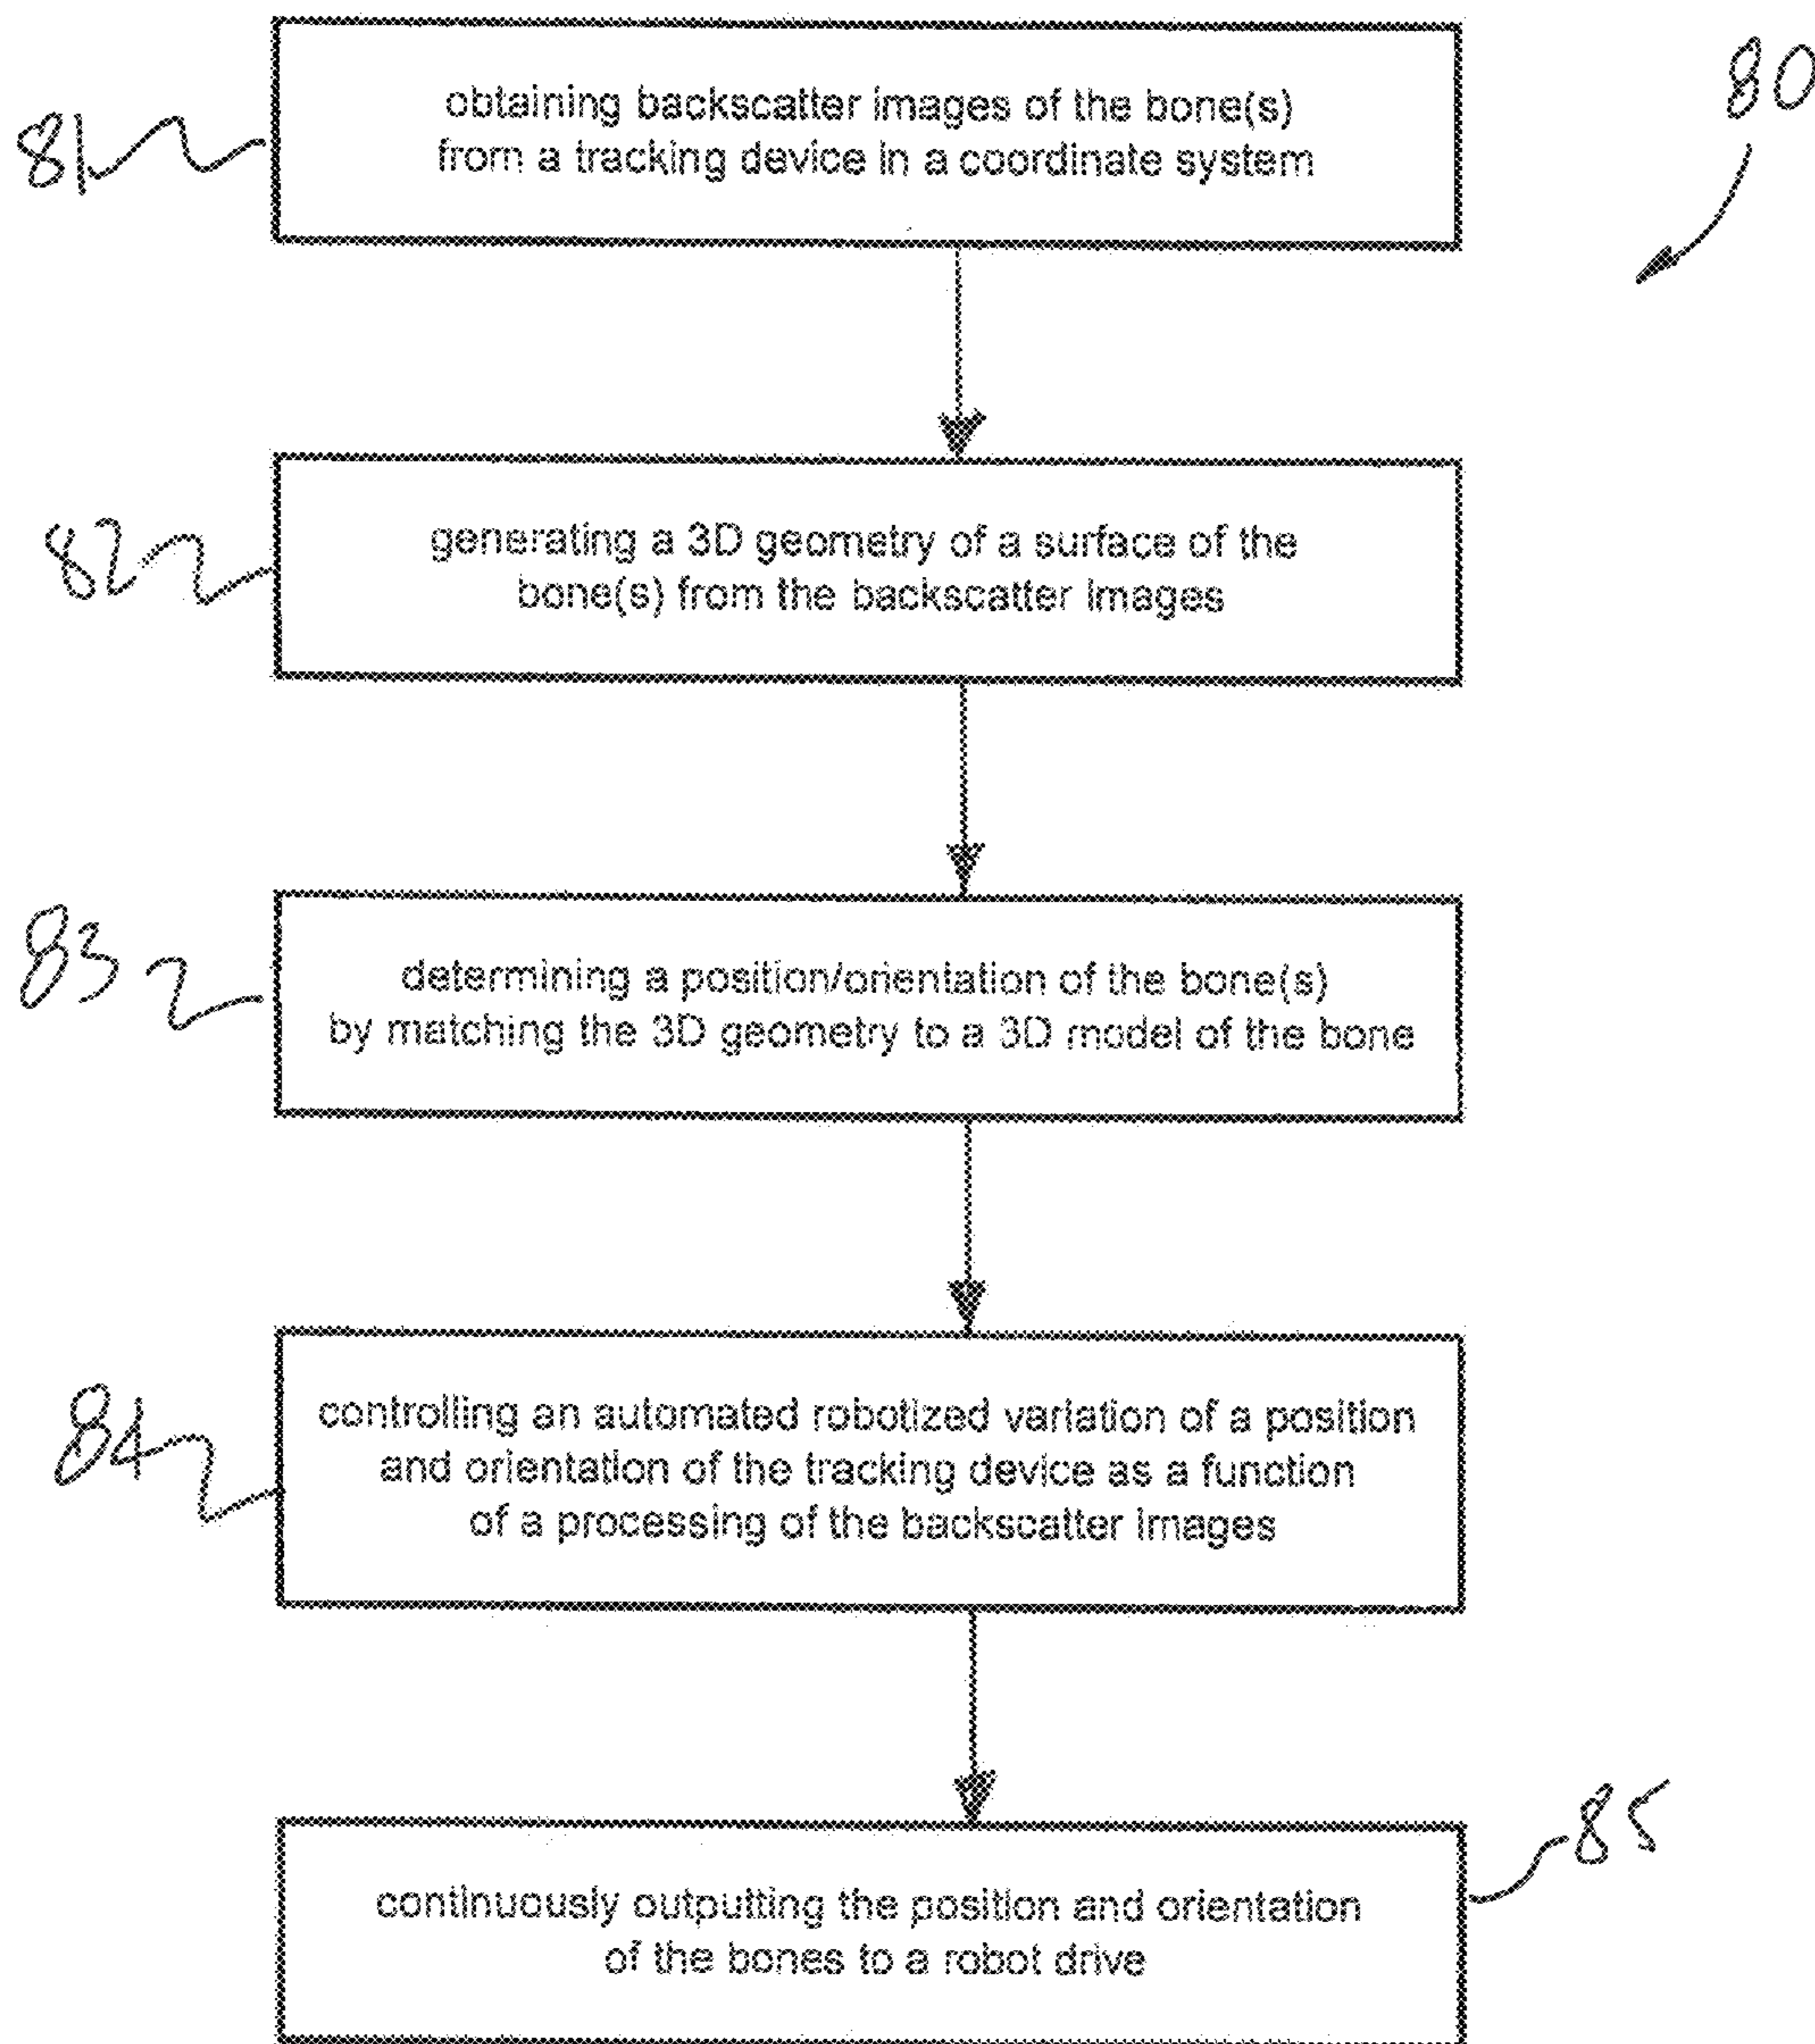 80
81
obtaining backscatter images of the bone(s)
from a tracking device in a coordinate system
82
generating a 3D geometry of a surface of the
bone(s) from the backscatter images
83
determining a position/orientation of the bone(s)
by matching the 3D geometry to a 3D model of the bone
84
controlling an automated robotized variation of a position
and orientation of the tracking device as a function
of a processing of the backscatter images
85
continuously outputting the position and orientation
of the bones to a robot drive